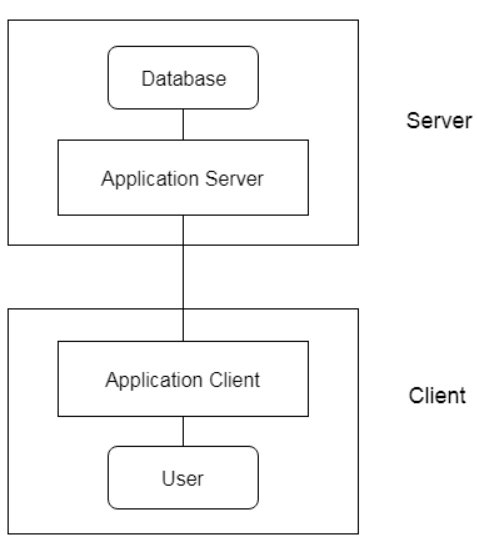 Database
Server
Application Server
Application Client
Client
User